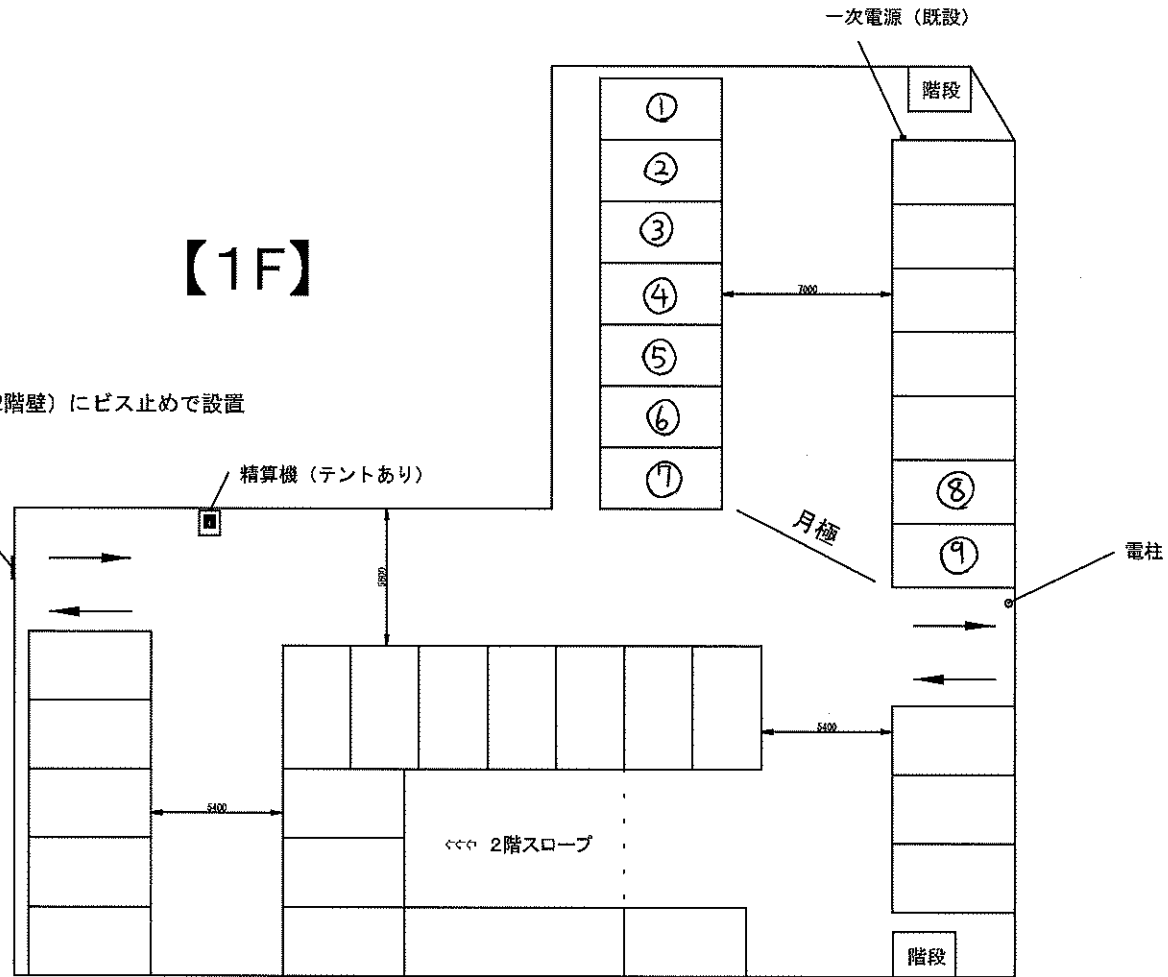 一次電源（既設）
階段
①
②
【1F】
③
④
7000
⑤
2階壁）にビス止めで設置
⑥
精算機（テントあり）
⑦
⑧
月極
⑨
電柱
5400
5400
<<< 2階スロープ
階段